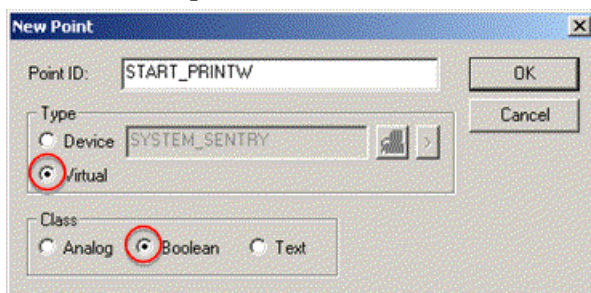 New Point
Point ID: START_PRINTW OK
Type Cancel
Device SYSTEM_SENTRY >
Virtual
Class
Analog Boolean Text